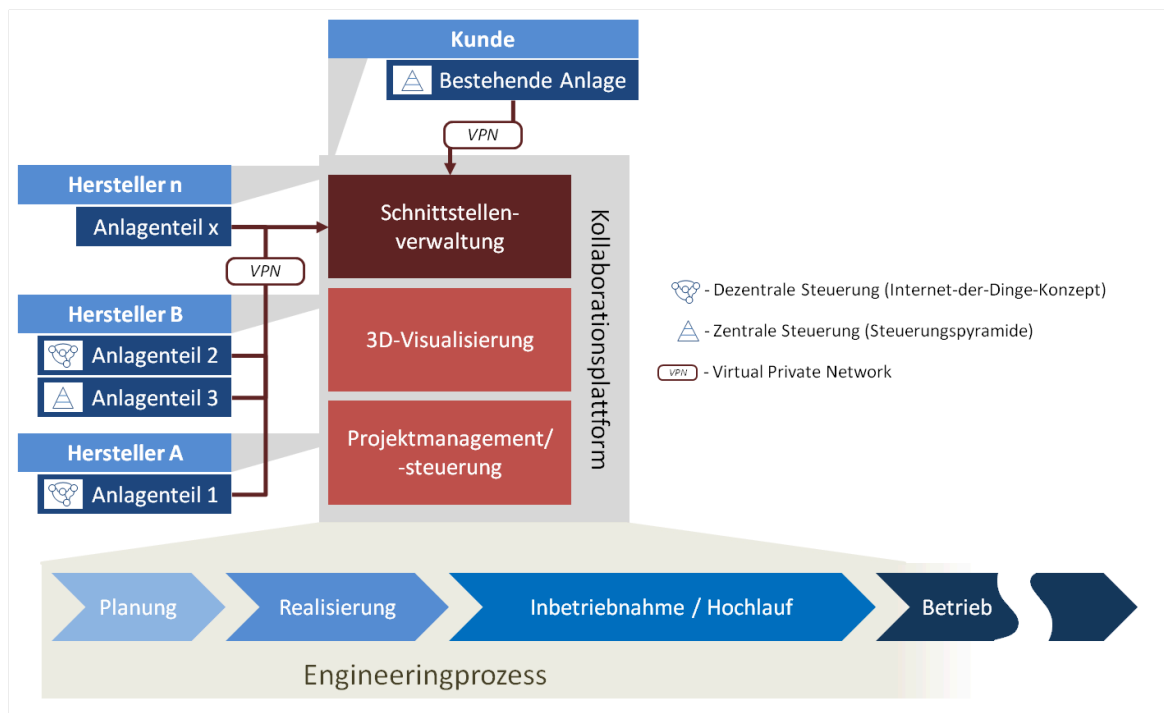 Kunde
Bestehende Anlage
VPN
Hersteller n
Anlagenteil x
VPN
Hersteller B
Anlagenteil 2
Anlagenteil 3
Hersteller A
Anlagenteil 1
Schnittstellen-
verwaltung
3D-Visualisierung
Projektmanagement/
-steuerung
Kollaborationsplattform
- Dezentrale Steuerung (Internet-der-Dinge-Konzept)
- Zentrale Steuerung (Steuerungspyramide)
VPN - Virtual Private Network
Planung
Realisierung
Inbetriebnahme / Hochlauf
Betrieb
Engineeringprozess